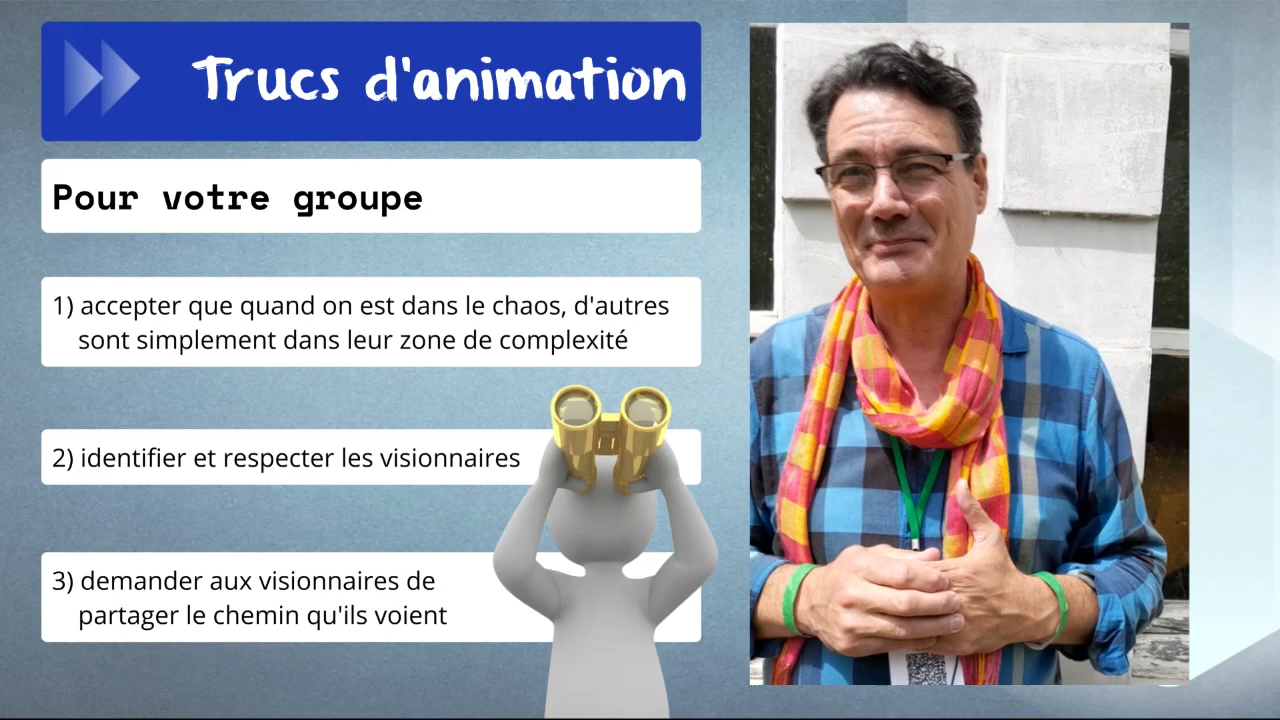 Trucs d'animation
Pour votre groupe
1) accepter que quand on est dans le chaos, d'autres
sont simplement dans leur zone de complexité
2) identifier et respecter les visionnaires
3) demander aux visionnaires de
partager le chemin qu'ils voient